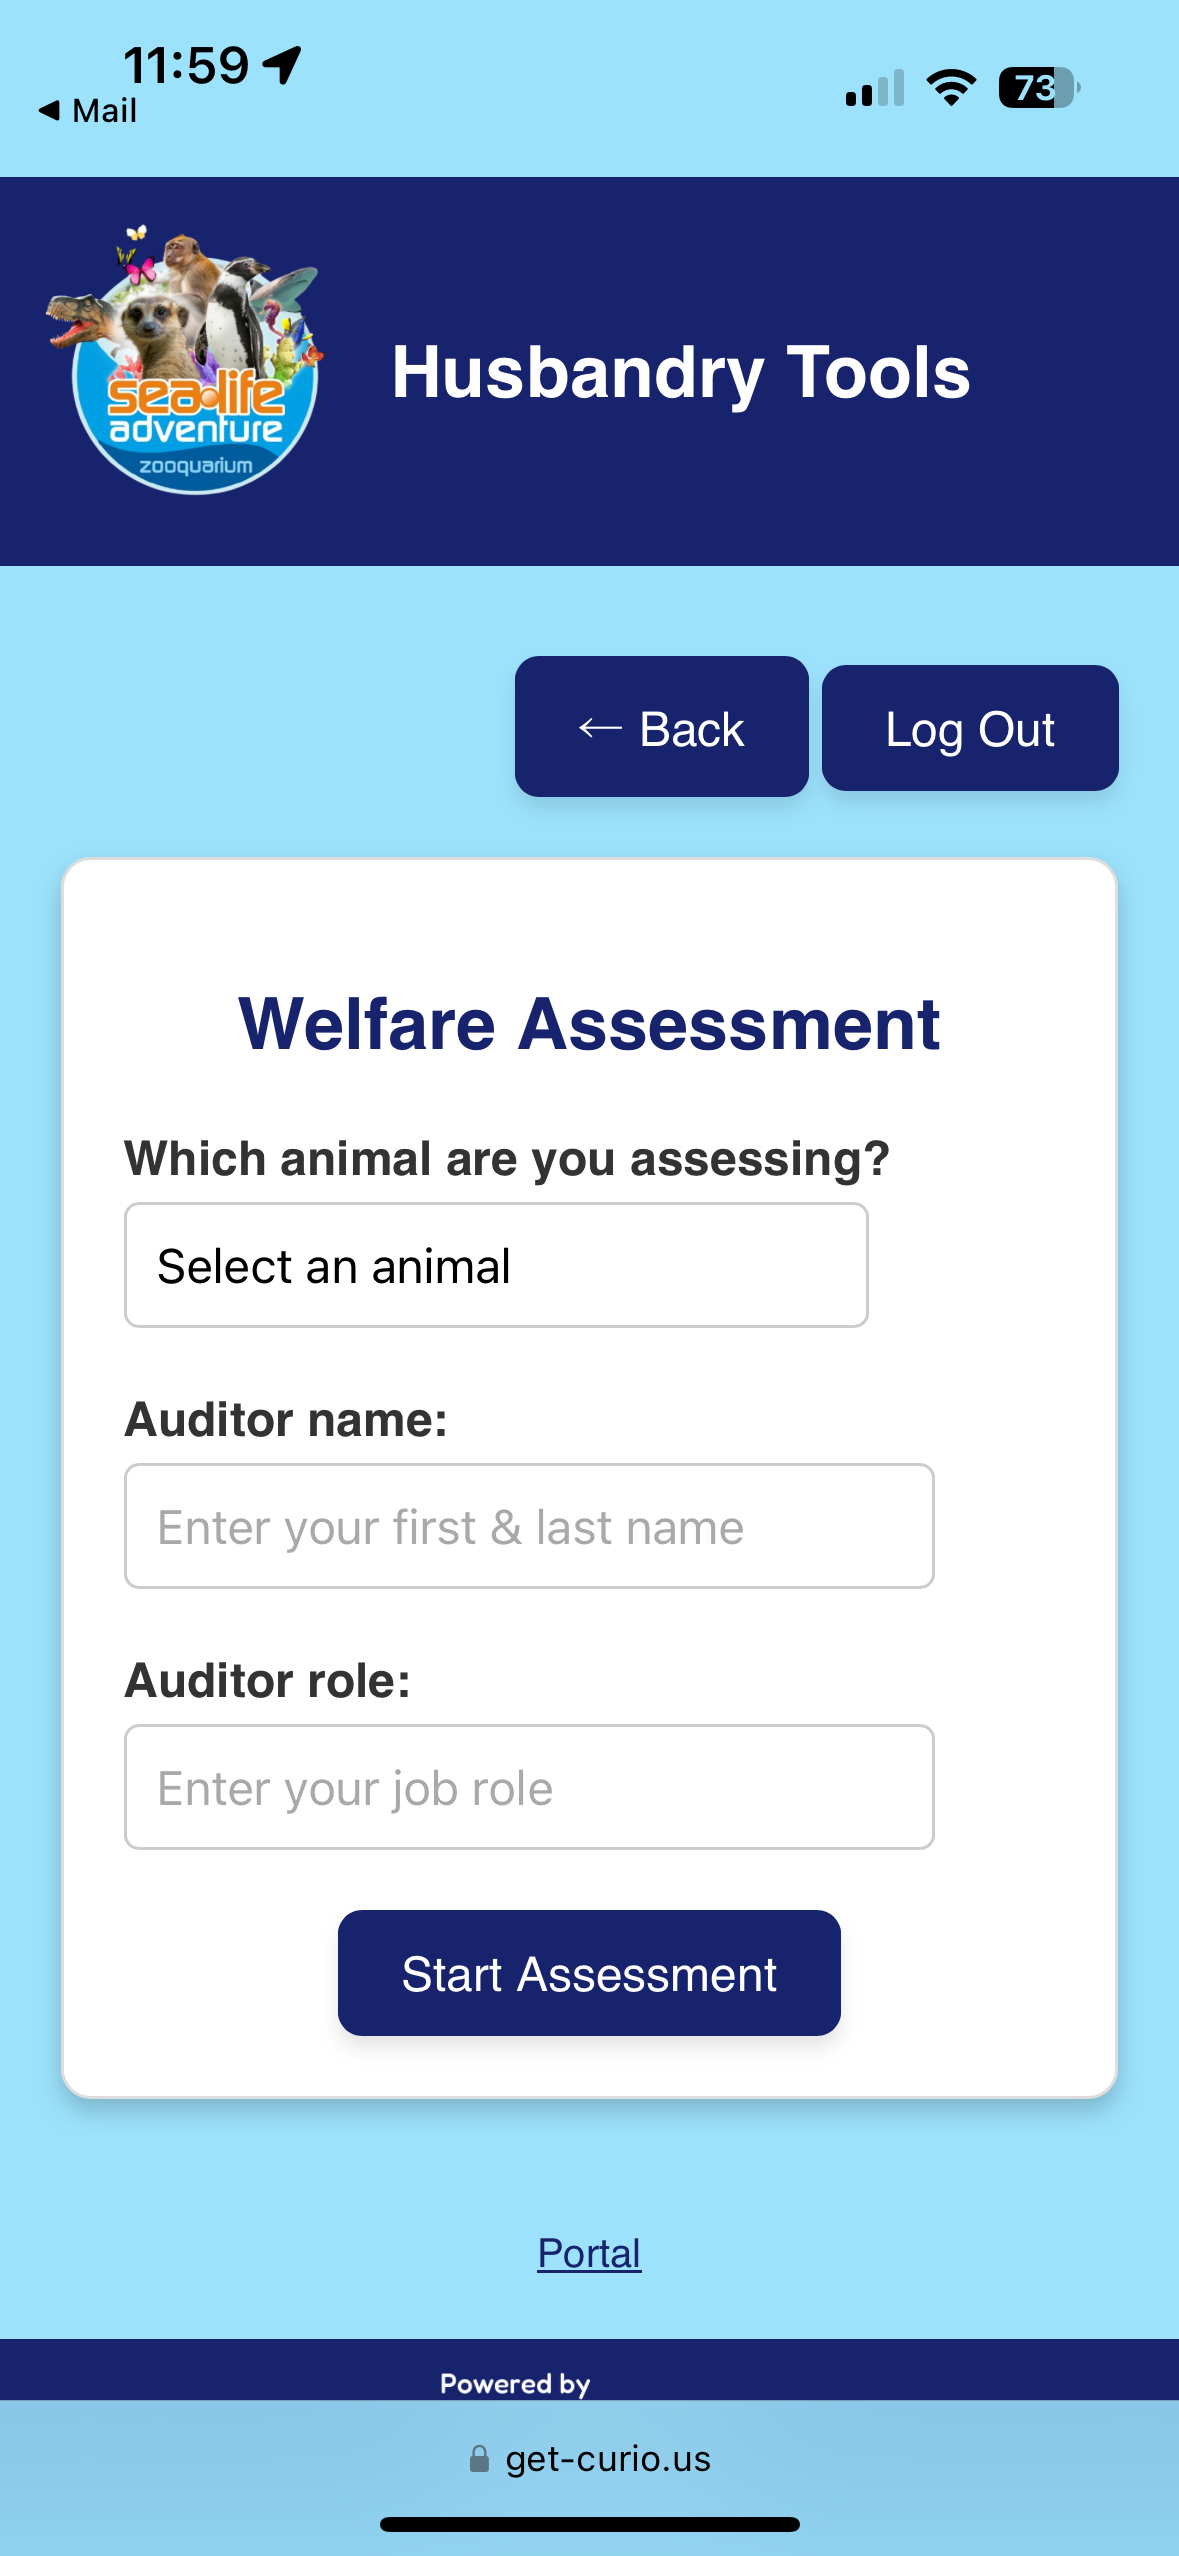 11:59
◀ Mail
73
sea life
adventure
zooquarium
Husbandry Tools
← Back
Log Out
Welfare Assessment
Which animal are you assessing?
Select an animal
Auditor name:
Enter your first & last name
Auditor role:
Enter your job role
Start Assessment
Portal
Powered by
get-curio.us